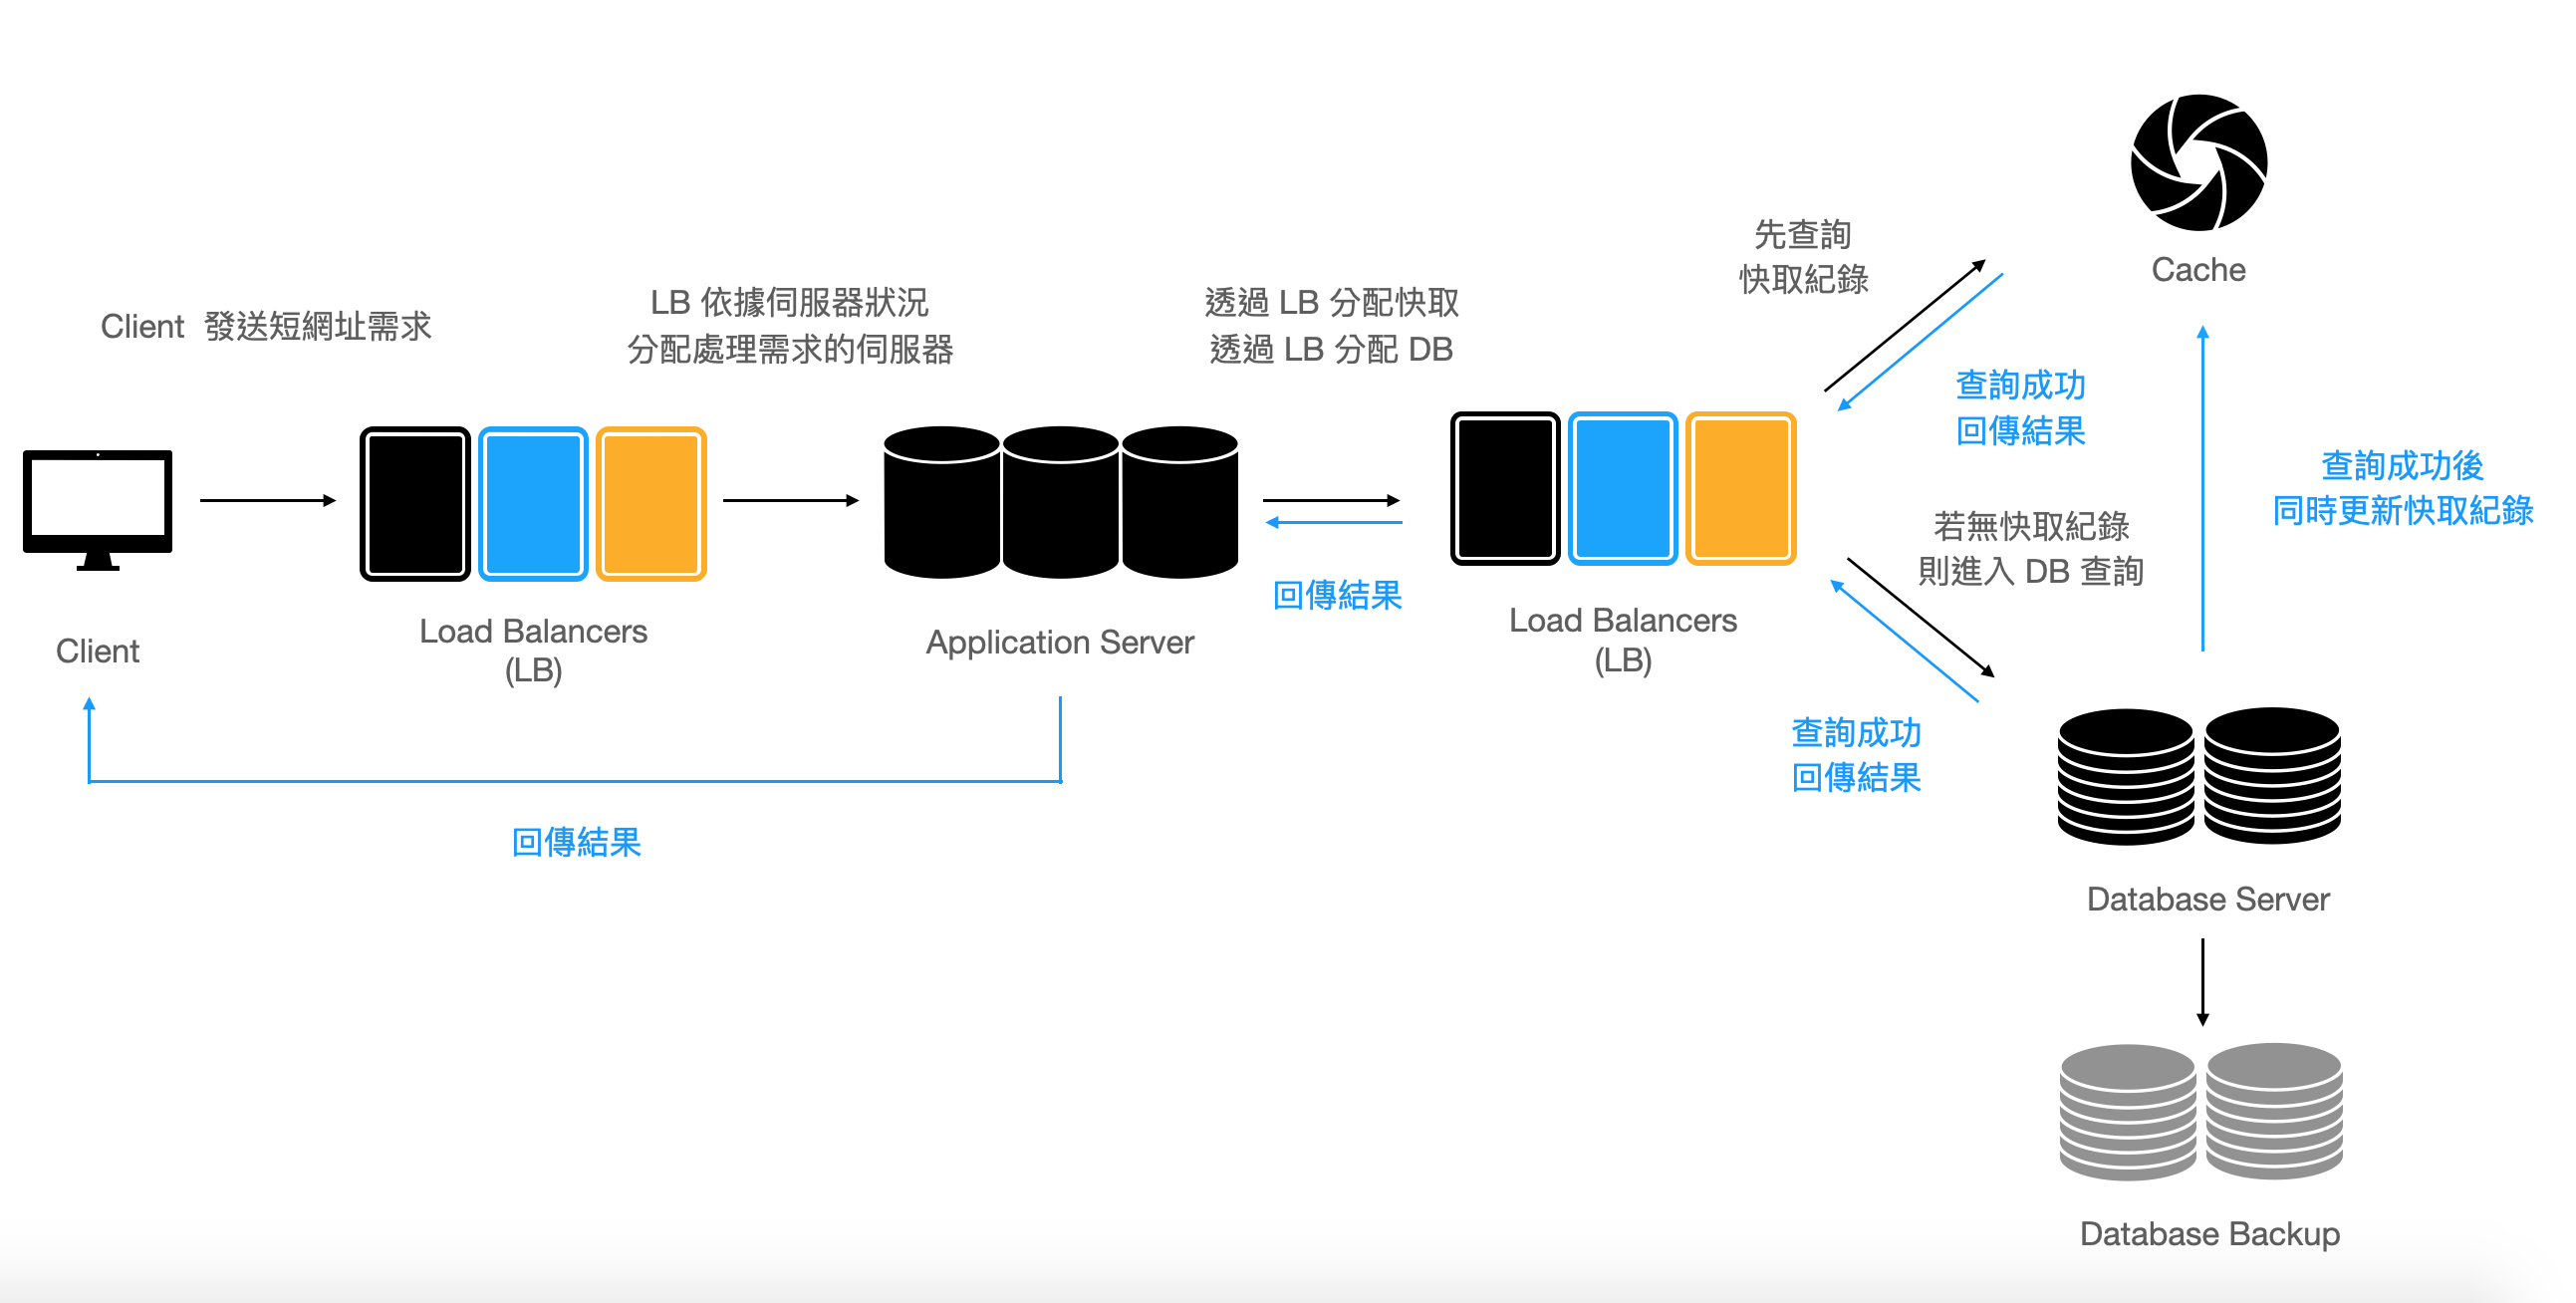 Client 發送短網址需求
LB 依據伺服器狀況
分配處理需求的伺服器
透過 LB 分配快取
透過 LB 分配 DB
先查詢
快取紀錄
Cache
查詢成功
回傳結果
查詢成功後
同時更新快取紀錄
若無快取紀錄
則進入 DB 查詢
回傳結果
Client
Load Balancers
(LB)
Application Server
Load Balancers
(LB)
查詢成功
回傳結果
回傳結果
Database Server
Database Backup